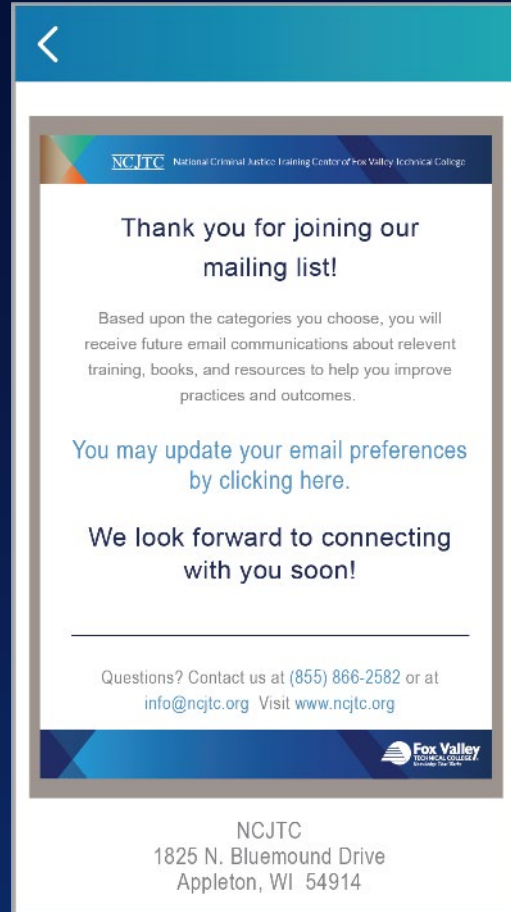 NCJTC National Criminal Justice Training Center of Fox Valley Technical College
Thank you for joining our
mailing list!
Based upon the categories you choose, you will
receive future email communications about relevent
training, books, and resources to help you improve
practices and outcomes.
You may update your email preferences
by clicking here.
We look forward to connecting
with you soon!
Questions? Contact us at (855) 866-2582 or at
info@ncjtc.org Visit www.ncjtc.org
Fox Valley
TECHNICAL COLLEGE
Knowledge That Works
NCJTC
1825 N. Bluemound Drive
Appleton, WI 54914